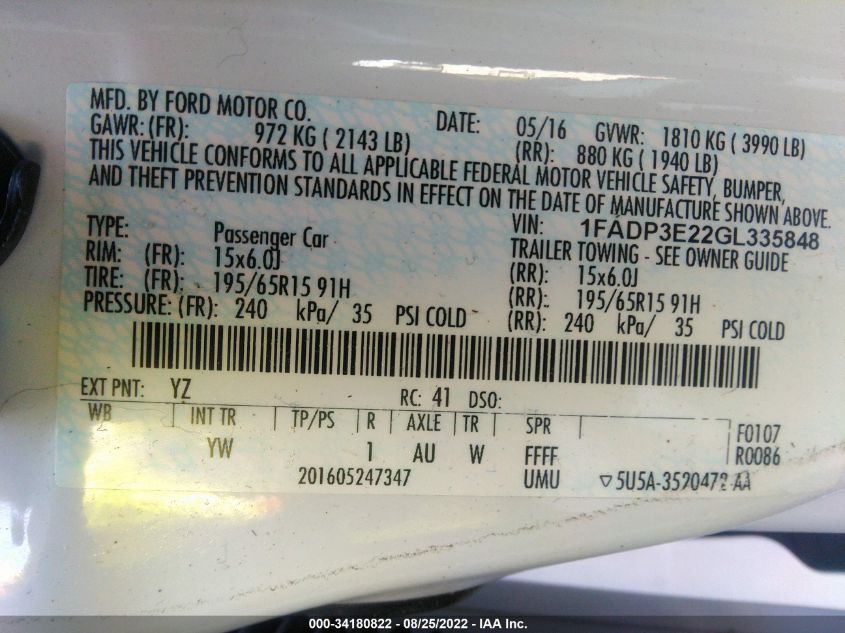 MFD. BY FORD MOTOR CO. DATE: 05/16 GVWR: 1810 KG ( 3990 LB)
GAWR: (FR): 972 KG ( 2143 LB) (RR): 880 KG ( 1940 LB)
THIS VEHICLE CONFORMS TO ALL APPLICABLE FEDERAL MOTOR VEHICLE SAFETY, BUMPER,
AND THEFT PREVENTION STANDARDS IN EFFECT ON THE DATE OF MANUFACTURE SHOWN ABOVE.
VIN: 1FADP3E22GL335848
TYPE: Passenger Car TRAILER TOWING - SEE OWNER GUIDE
RIM: (FR): 15x6.0J (RR): 15x6.0J
TIRE: (FR): 195/65R15 91H (RR): 195/65R15 91H
PRESSURE: (FR): 240 kPa/ 35 PSI COLD (RR): 240 kPa/ 35 PSI COLD
EXT PNT: YZ RC: 41 DSO:
WB INT TR TP/PS R AXLE TR SPR F0107
YW 1 AU W FFFF R0086
201605247347 UMU ▽5U5A-3520472-AA
000-34180822 - 08/25/2022 - IAA Inc.